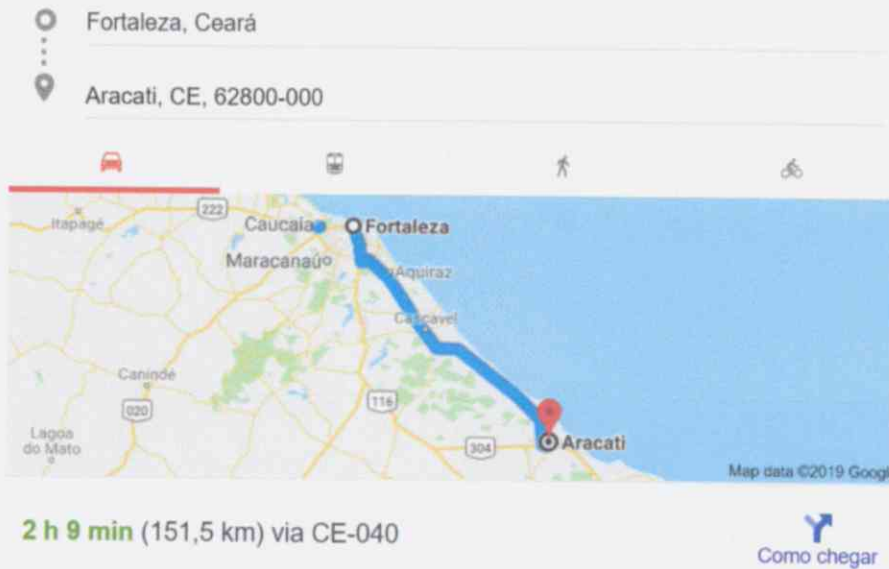 Fortaleza, Ceará
Aracati, CE, 62800-000
Itapagé
222
Caucaia
Fortaleza
Maracanaú
Aquiraz
Cascavel
Canindé
020
116
Lagoa
do Mato
304
Aracati
Map data ©2019 Googl
2 h 9 min (151,5 km) via CE-040
Como chegar